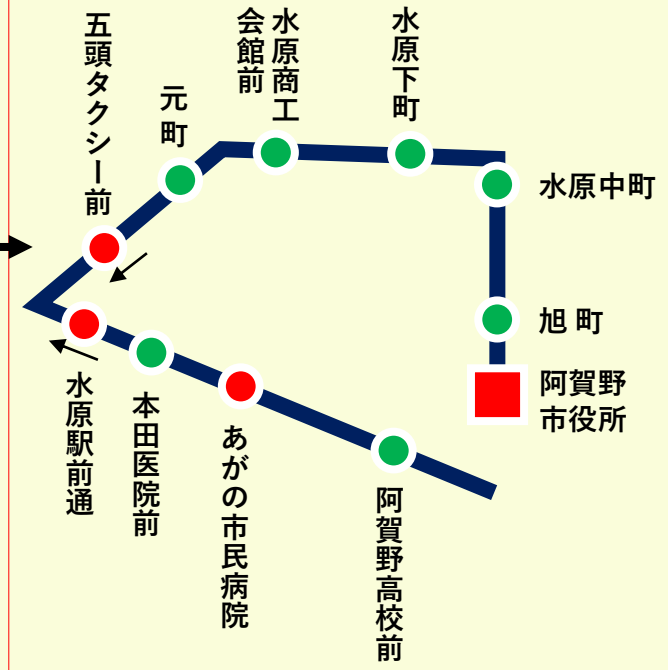 五頭タクシー前
元町
水原商工
会館前
水原下町
水原中町
旭町
阿賀野
市役所
水原駅前通
本田医院前
あがの市民病院
阿賀野高校前